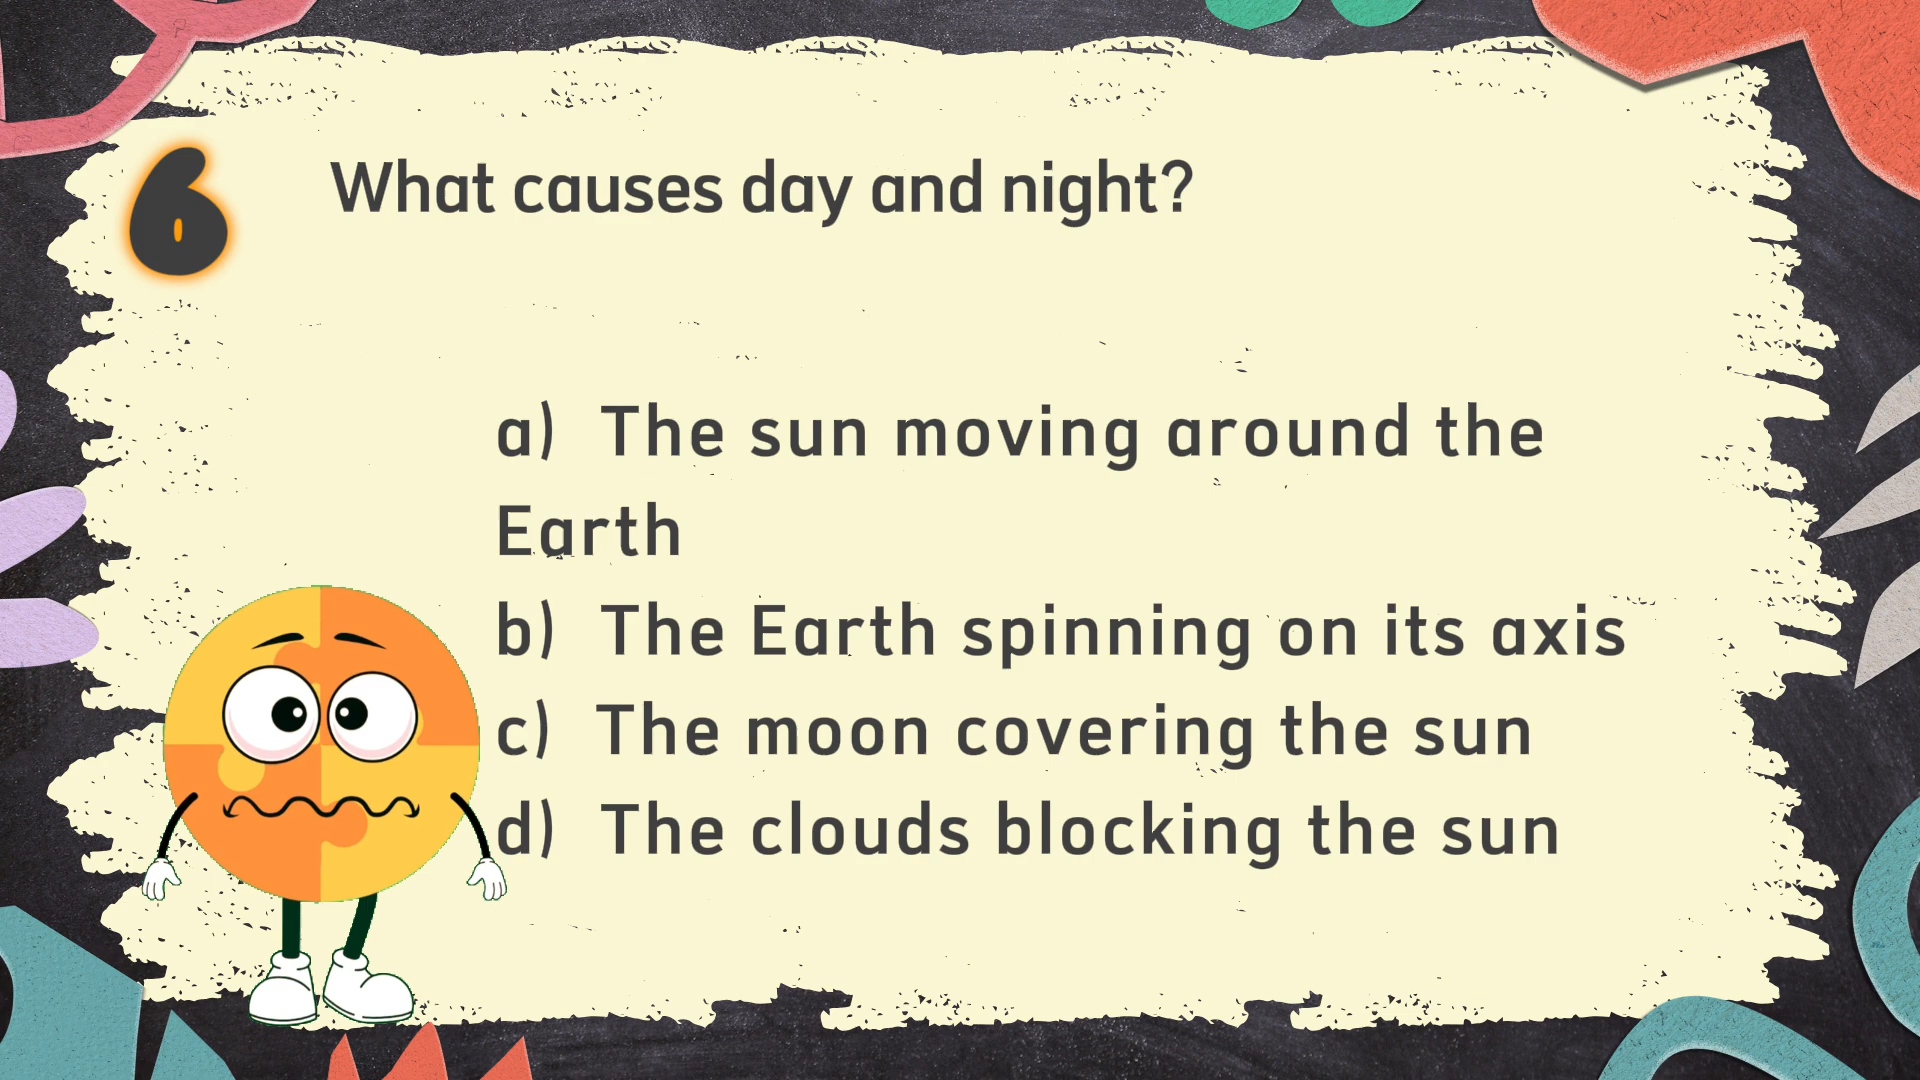 6
What causes day and night?
a) The sun moving around the
Earth
b) The Earth spinning on its axis
c) The moon covering the sun
d) The clouds blocking the sun